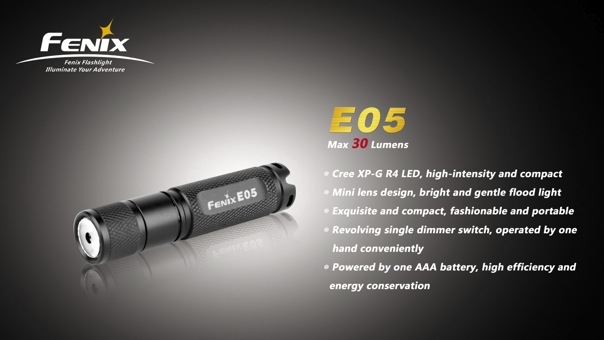 FENIX
Fenix Flashlight
Illuminate Your Adventure
E05
Max 30 Lumens
Cree XP-G R4 LED, high-intensity and compact
Mini lens design, bright and gentle flood light
Exquisite and compact, fashionable and portable
Revolving single dimmer switch, operated by one
hand conveniently
Powered by one AAA battery, high efficiency and
energy conservation
FENIX E05